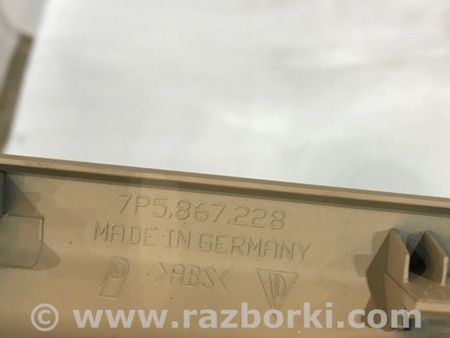 7P5.867.228
MADE IN GERMANY
>ABS<
© www.razborki.com